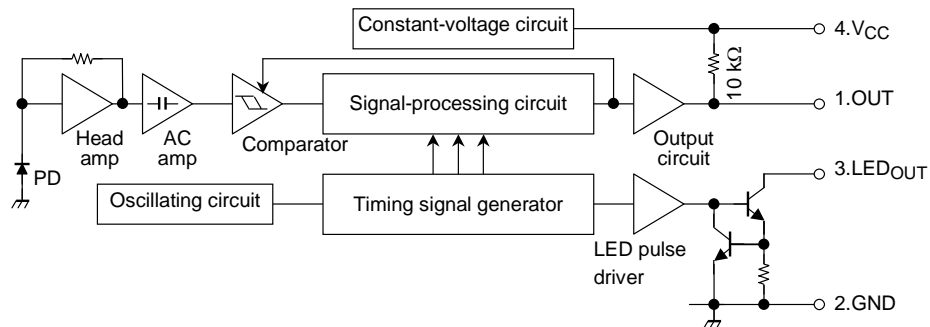 Constant-voltage circuit
4.VCC
10 kΩ
Signal-processing circuit
1.OUT
Head
amp
AC
amp
Comparator
Output
circuit
PD
3.LEDOUT
Oscillating circuit
Timing signal generator
LED pulse
driver
2.GND